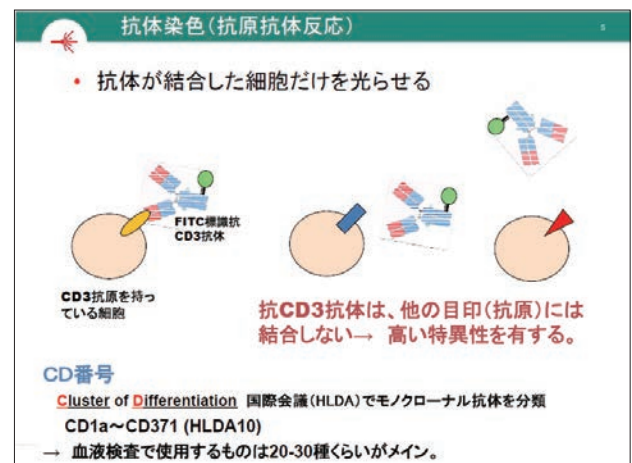 抗体染色(抗原抗体反応)
5
• 抗体が結合した細胞だけを光らせる
FITC標識抗
CD3抗体
CD3抗原を持っ
ている細胞
抗CD3抗体は、他の目印(抗原)には
結合しない→ 高い特異性を有する。
CD番号
Cluster of Differentiation 国際会議(HLDA)でモノクローナル抗体を分類
CD1a～CD371 (HLDA10)
→ 血液検査で使用するものは20-30種くらいがメイン。